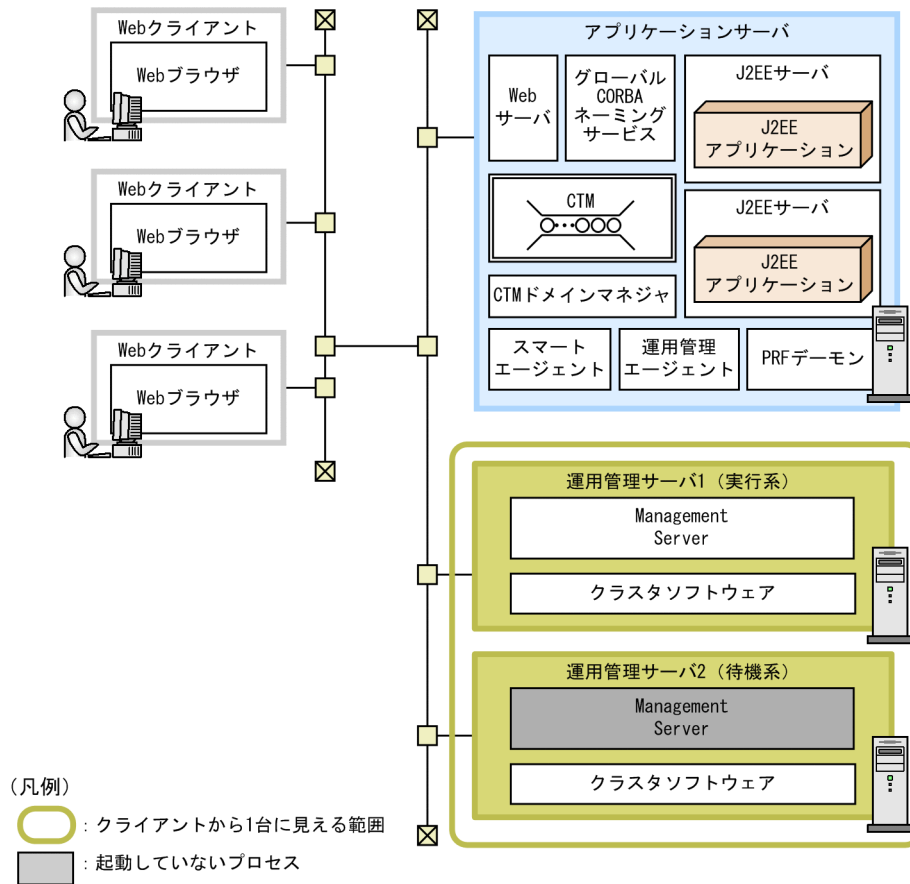 Webクライアント
Webブラウザ
Webクライアント
Webブラウザ
Webクライアント
Webブラウザ
アプリケーションサーバ
Web
サーバ
グローバル
CORBA
ネーミング
サービス
J2EEサーバ
J2EE
アプリケーション
CTM
J2EEサーバ
J2EE
アプリケーション
CTMドメインマネジャ
スマート
エージェント
運用管理
エージェント
PRFデーモン
運用管理サーバ1（実行系）
Management
Server
クラスタソフトウェア
運用管理サーバ2（待機系）
Management
Server
クラスタソフトウェア
（凡例）
：クライアントから1台に見える範囲
：起動していないプロセス